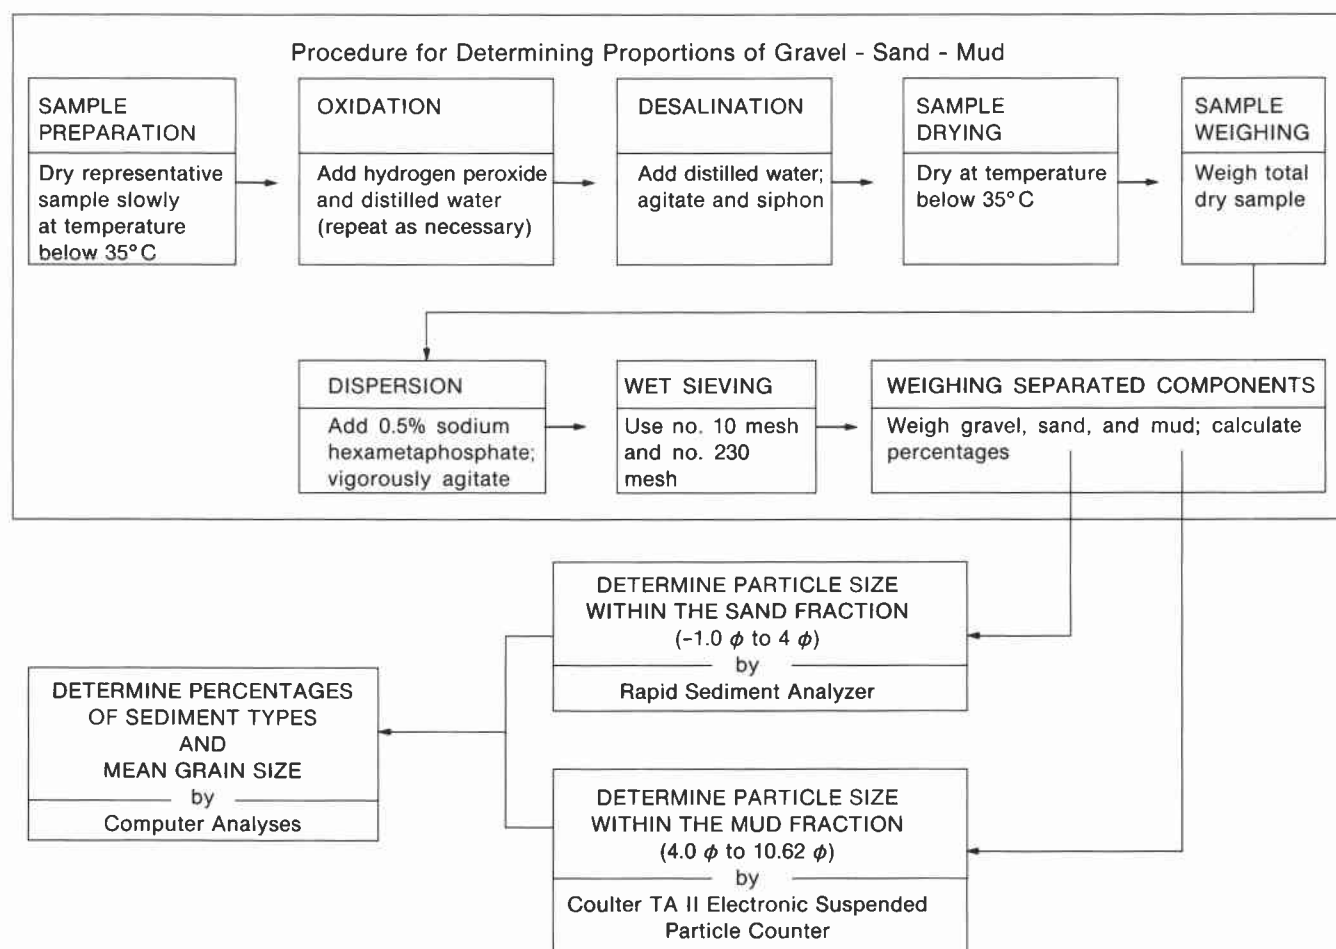 Procedure for Determining Proportions of Gravel - Sand - Mud
SAMPLE
PREPARATION
Dry representative
sample slowly
at temperature
below 35°C
OXIDATION
Add hydrogen peroxide
and distilled water
(repeat as necessary)
DESALINATION
Add distilled water;
agitate and siphon
SAMPLE
DRYING
Dry at temperature
below 35°C
SAMPLE
WEIGHING
Weigh total
dry sample
DISPERSION
Add 0.5% sodium
hexametaphosphate;
vigorously agitate
WET SIEVING
Use no. 10 mesh
and no. 230
mesh
WEIGHING SEPARATED COMPONENTS
Weigh gravel, sand, and mud; calculate
percentages
DETERMINE PARTICLE SIZE
WITHIN THE SAND FRACTION
(-1.0 ϕ to 4 ϕ)
by
Rapid Sediment Analyzer
DETERMINE PERCENTAGES
OF SEDIMENT TYPES
AND
MEAN GRAIN SIZE
by
Computer Analyses
DETERMINE PARTICLE SIZE
WITHIN THE MUD FRACTION
(4.0 ϕ to 10.62 ϕ)
by
Coulter TA II Electronic Suspended
Particle Counter